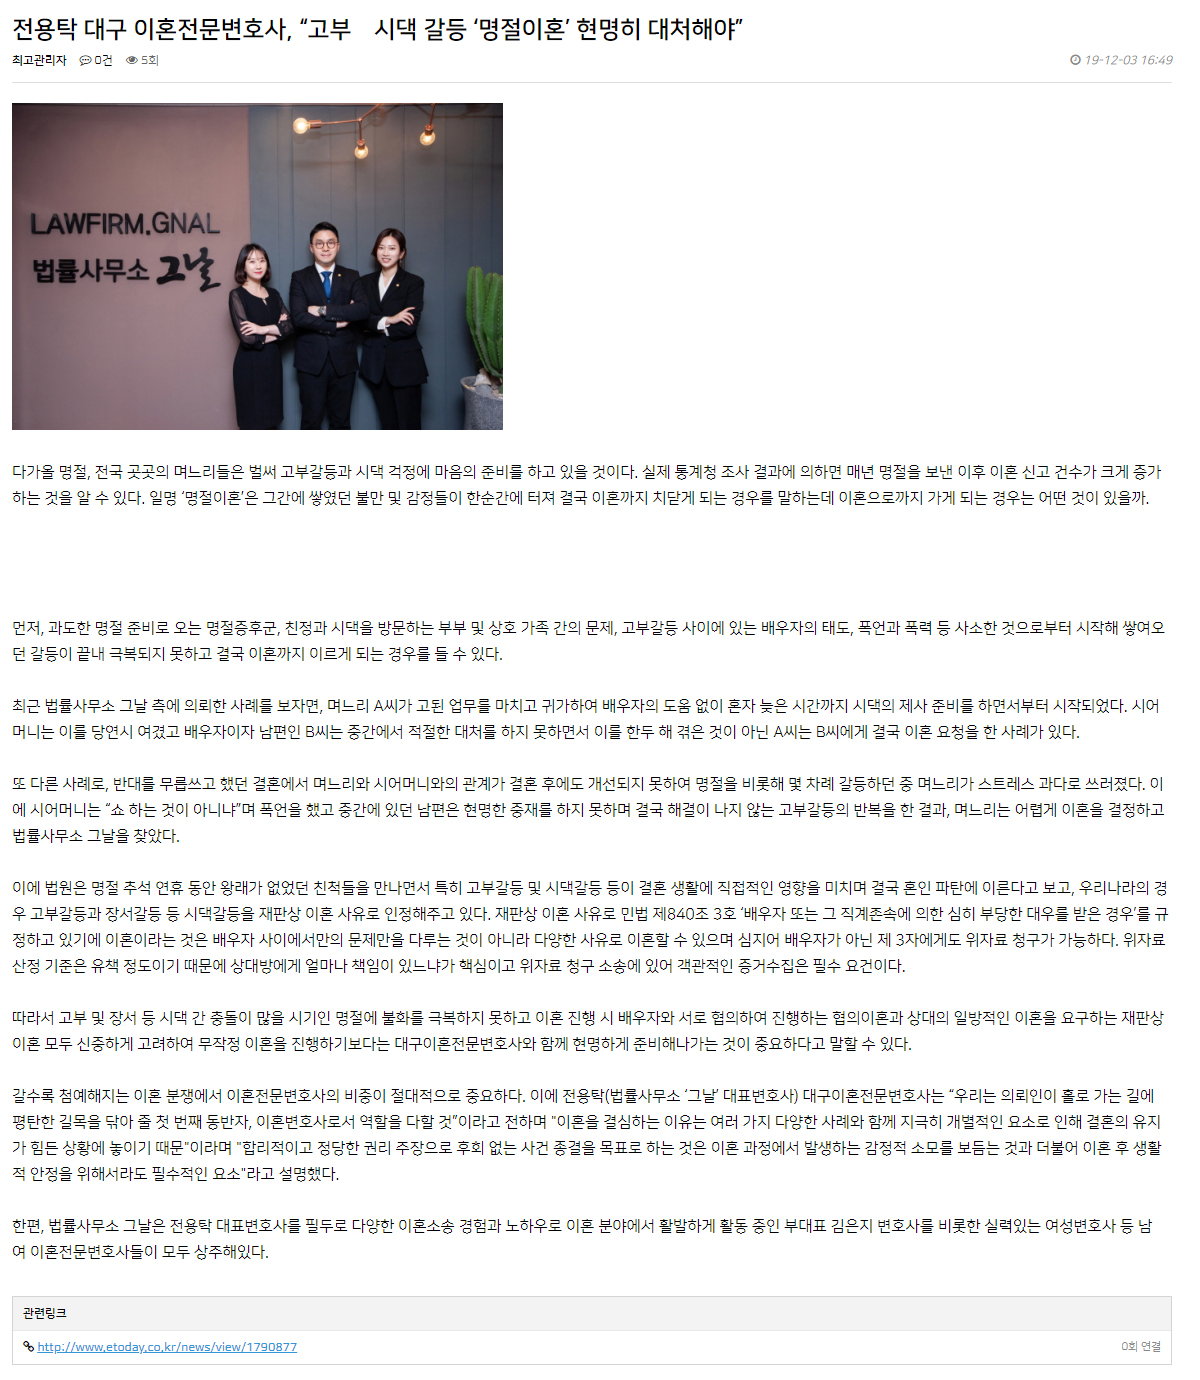 전용탁 대구 이혼전문변호사, “고부 시댁 갈등 ‘명절이혼’ 현명히 대처해야”
최고관리자 0건 5회 19-12-03 16:49
LAWFIRM.GNAL
법률사무소 그날
다가올 명절, 전국 곳곳의 며느리들은 벌써 고부갈등과 시댁 걱정에 마음의 준비를 하고 있을 것이다. 실제 통계청 조사 결과에 의하면 매년 명절을 보낸 이후 이혼 신고 건수가 크게 증가
하는 것을 알 수 있다. 일명 ‘명절이혼’은 그간에 쌓였던 불만 및 감정들이 한순간에 터져 결국 이혼까지 치닫게 되는 경우를 말하는데 이혼으로까지 가게 되는 경우는 어떤 것이 있을까.
먼저, 과도한 명절 준비로 오는 명절증후군, 친정과 시댁을 방문하는 부부 및 상호 가족 간의 문제, 고부갈등 사이에 있는 배우자의 태도, 폭언과 폭력 등 사소한 것으로부터 시작해 쌓여오
던 갈등이 끝내 극복되지 못하고 결국 이혼까지 이르게 되는 경우를 들 수 있다.
최근 법률사무소 그날 측에 의뢰한 사례를 보자면, 며느리 A씨가 고된 업무를 마치고 귀가하여 배우자의 도움 없이 혼자 늦은 시간까지 시댁의 제사 준비를 하면서부터 시작되었다. 시어
머니는 이를 당연시 여겼고 배우자이자 남편인 B씨는 중간에서 적절한 대처를 하지 못하면서 이를 한두 해 겪은 것이 아닌 A씨는 B씨에게 결국 이혼 요청을 한 사례가 있다.
또 다른 사례로, 반대를 무릅쓰고 했던 결혼에서 며느리와 시어머니와의 관계가 결혼 후에도 개선되지 못하여 명절을 비롯해 몇 차례 갈등하던 중 며느리가 스트레스 과다로 쓰러졌다. 이
에 시어머니는 “쇼 하는 것이 아니냐”며 폭언을 했고 중간에 있던 남편은 현명한 중재를 하지 못하며 결국 해결이 나지 않는 고부갈등의 반복을 한 결과, 며느리는 어렵게 이혼을 결정하고
법률사무소 그날을 찾았다.
이에 법원은 명절 추석 연휴 동안 왕래가 없었던 친척들을 만나면서 특히 고부갈등 및 시댁갈등 등이 결혼 생활에 직접적인 영향을 미치며 결국 혼인 파탄에 이른다고 보고, 우리나라의 경
우 고부갈등과 장서갈등 등 시댁갈등을 재판상 이혼 사유로 인정해주고 있다. 재판상 이혼 사유로 민법 제840조 3호 ‘배우자 또는 그 직계존속에 의한 심히 부당한 대우를 받은 경우’를 규
정하고 있기에 이혼이라는 것은 배우자 사이에서만의 문제만을 다루는 것이 아니라 다양한 사유로 이혼할 수 있으며 심지어 배우자가 아닌 제 3자에게도 위자료 청구가 가능하다. 위자료
산정 기준은 유책 정도이기 때문에 상대방에게 얼마나 책임이 있느냐가 핵심이고 위자료 청구 소송에 있어 객관적인 증거수집은 필수 요건이다.
따라서 고부 및 장서 등 시댁 간 충돌이 많을 시기인 명절에 불화를 극복하지 못하고 이혼 진행 시 배우자와 서로 협의하여 진행하는 협의이혼과 상대의 일방적인 이혼을 요구하는 재판상
이혼 모두 신중하게 고려하여 무작정 이혼을 진행하기보다는 대구이혼전문변호사와 함께 현명하게 준비해나가는 것이 중요하다고 말할 수 있다.
갈수록 첨예해지는 이혼 분쟁에서 이혼전문변호사의 비중이 절대적으로 중요하다. 이에 전용탁(법률사무소 ‘그날’ 대표변호사) 대구이혼전문변호사는 “우리는 의뢰인이 홀로 가는 길에
평탄한 길목을 닦아 줄 첫 번째 동반자, 이혼변호사로서 역할을 다할 것”이라고 전하며 "이혼을 결심하는 이유는 여러 가지 다양한 사례와 함께 지극히 개별적인 요소로 인해 결혼의 유지
가 힘든 상황에 놓이기 때문"이라며 "합리적이고 정당한 권리 주장으로 후회 없는 사건 종결을 목표로 하는 것은 이혼 과정에서 발생하는 감정적 소모를 보듬는 것과 더불어 이혼 후 생활
적 안정을 위해서라도 필수적인 요소"라고 설명했다.
한편, 법률사무소 그날은 전용탁 대표변호사를 필두로 다양한 이혼소송 경험과 노하우로 이혼 분야에서 활발하게 활동 중인 부대표 김은지 변호사를 비롯한 실력있는 여성변호사 등 남
여 이혼전문변호사들이 모두 상주해있다.
관련링크
http://www.etoday.co.kr/news/view/1790877 0회 연결